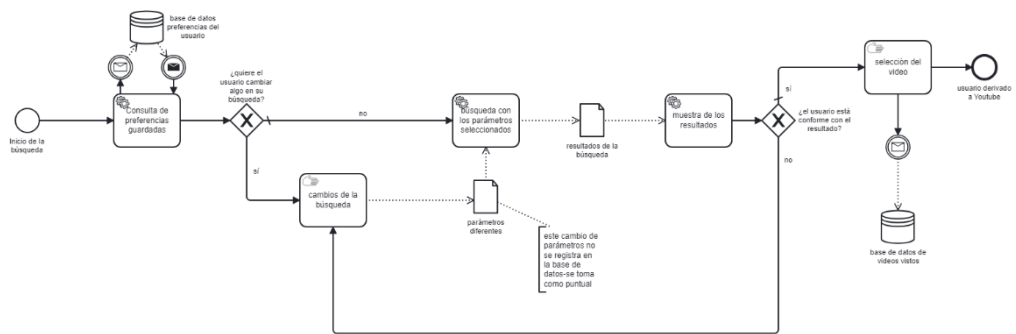 base de datos
preferencias del
usuario
¿quiere el
usuario cambiar
algo en su
búsqueda?
Inicio de la
búsqueda
Consulta de
preferencias
guardadas
no
sí
cambios de la
búsqueda
búsqueda con
los parámetros
seleccionados
parámetros
diferentes
este cambio de
parámetros no
se registra en
la base de
datos-se toma
como puntual
resultados de la
búsqueda
muestra de los
resultados
sí
¿el usuario está
conforme con el
resultado?
no
selección del
video
usuario derivado
a Youtube
base de datos de
vídeos vistos